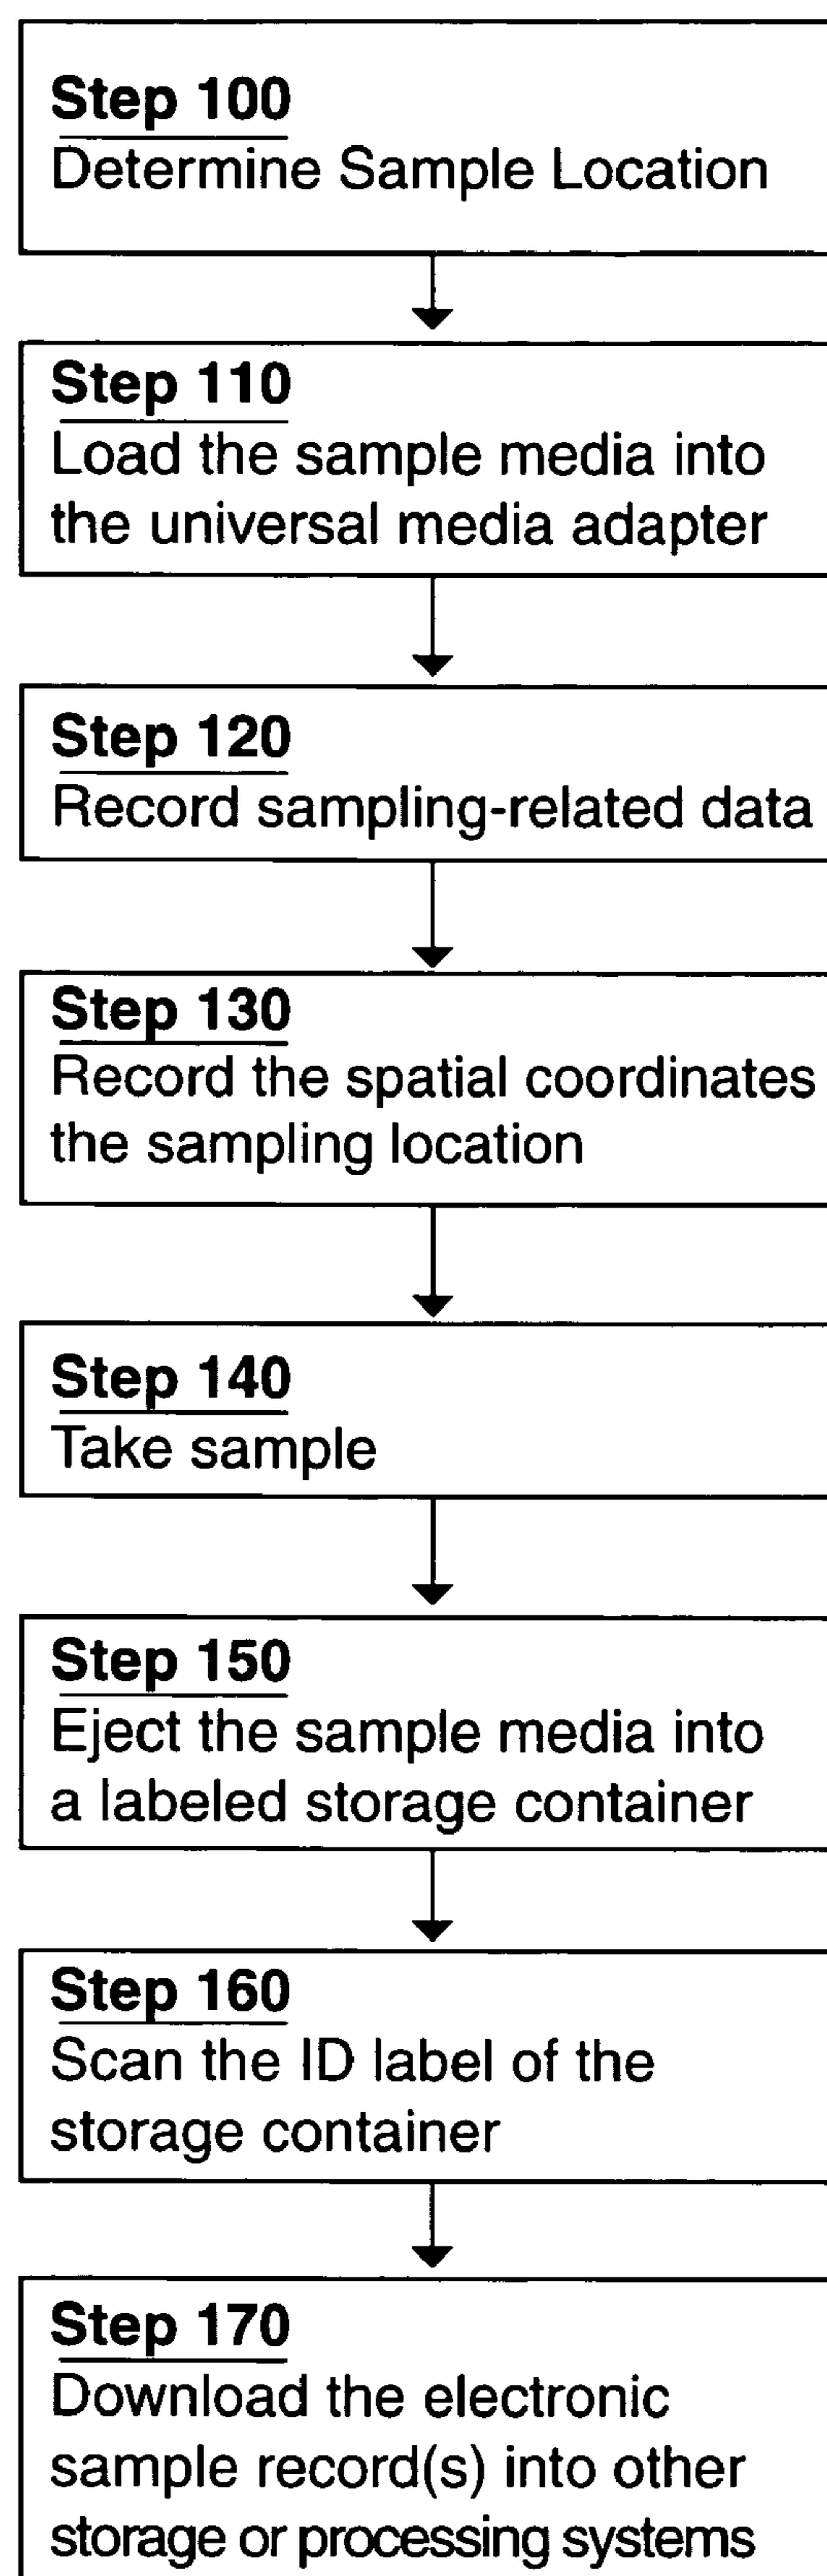 Step 100
Determine Sample Location
Step 110
Load the sample media into
the universal media adapter
Step 120
Record sampling-related data
Step 130
Record the spatial coordinates
the sampling location
Step 140
Take sample
Step 150
Eject the sample media into
a labeled storage container
Step 160
Scan the ID label of the
storage container
Step 170
Download the electronic
sample record(s) into other
storage or processing systems